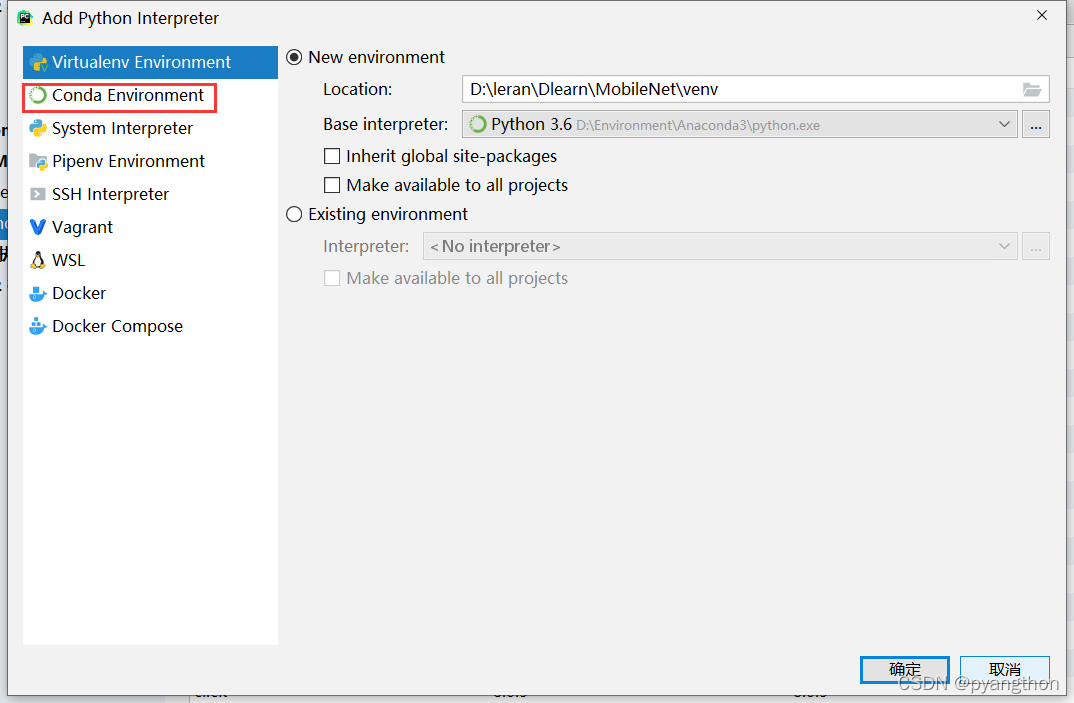 Add Python Interpreter
Virtualenv Environment
Conda Environment
System Interpreter
Pipenv Environment
SSH Interpreter
Vagrant
WSL
Docker
Docker Compose
New environment
Location: D:\leran\Dlearn\MobileNet\venv
Base interpreter: Python 3.6 D:\Environment\Anaconda3\python.exe ...
Inherit global site-packages
Make available to all projects
Existing environment
Interpreter: <No interpreter> ...
Make available to all projects
确定 取消
CSDN @pyangthon